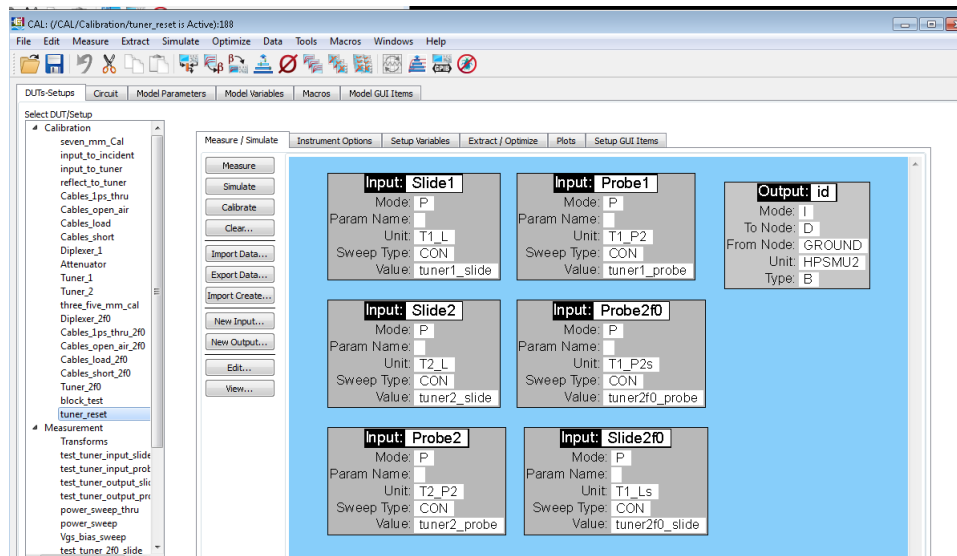 CAL: (/CAL/Calibration/tuner_reset is Active):188
File Edit Measure Extract Simulate Optimize Data Tools Macros Windows Help
DUTs-Setups Circuit Model Parameters Model Variables Macros Model GUI Items
Select DUT/Setup
Calibration
seven_mm_Cal
input_to_incident
input_to_tuner
reflect_to_tuner
Cables_1ps_thru
Cables_open_air
Cables_load
Cables_short
Diplexer_1
Attenuator
Tuner_1
Tuner_2
three_five_mm_cal
Diplexer_2f0
Cables_1ps_thru_2f0
Cables_open_air_2f0
Cables_load_2f0
Cables_short_2f0
Tuner_2f0
block_test
tuner_reset
Measurement
Transforms
test_tuner_input_slide
test_tuner_input_prob
test_tuner_output_slid
test_tuner_output_pro
power_sweep_thru
power_sweep
Vgs_bias_sweep
test tuner 2f0 slide
Measure / Simulate Instrument Options Setup Variables Extract / Optimize Plots Setup GUI Items
Measure
Simulate
Calibrate
Clear...
Import Data...
Export Data...
Import Create...
New Input...
New Output...
Edit...
View...
Input: Slide1
Mode: P
Param Name:
Unit: T1_L
Sweep Type: CON
Value: tuner1_slide
Input: Probe1
Mode: P
Param Name:
Unit: T1_P2
Sweep Type: CON
Value: tuner1_probe
Output: id
Mode: I
To Node: D
From Node: GROUND
Unit: HPSMU2
Type: B
Input: Slide2
Mode: P
Param Name:
Unit: T2_L
Sweep Type: CON
Value: tuner2_slide
Input: Probe2f0
Mode: P
Param Name:
Unit: T1_P2s
Sweep Type: CON
Value: tuner2f0_probe
Input: Probe2
Mode: P
Param Name:
Unit: T2_P2
Sweep Type: CON
Value: tuner2_probe
Input: Slide2f0
Mode: P
Param Name:
Unit: T1_Ls
Sweep Type: CON
Value: tuner2f0_slide